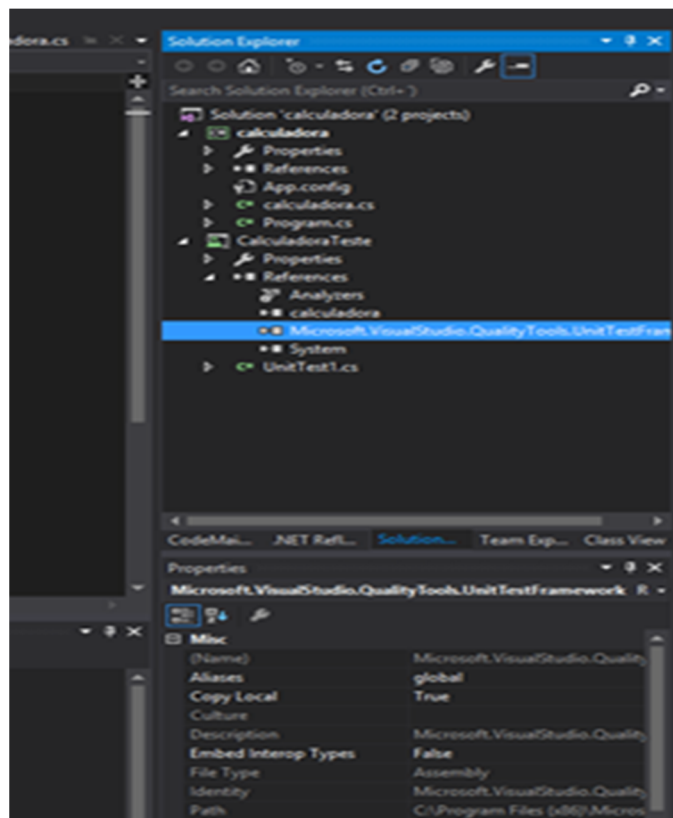 dora.cs
Solution Explorer
Search Solution Explorer (Ctrl+ )
Solution 'calculadora' (2 projects)
calculadora
Properties
References
App.config
calculadora.cs
Program.cs
CalculadoraTeste
Properties
References
Analyzers
calculadora
Microsoft.VisualStudio.QualityTools.UnitTestFran
System
UnitTest1.cs
CodeMai... .NET Refl... Solution... Team Exp... Class View
Properties
Microsoft.VisualStudio.QualityTools.UnitTestFramework R
Misc
(Name) Microsoft.VisualStudio.Quality
Aliases global
Copy Local True
Culture
Description Microsoft.VisualStudio.Quality
Embed Interop Types False
File Type Assembly
Identity Microsoft.VisualStudio.Quality
Path C:\Program Files (x86)\Micros